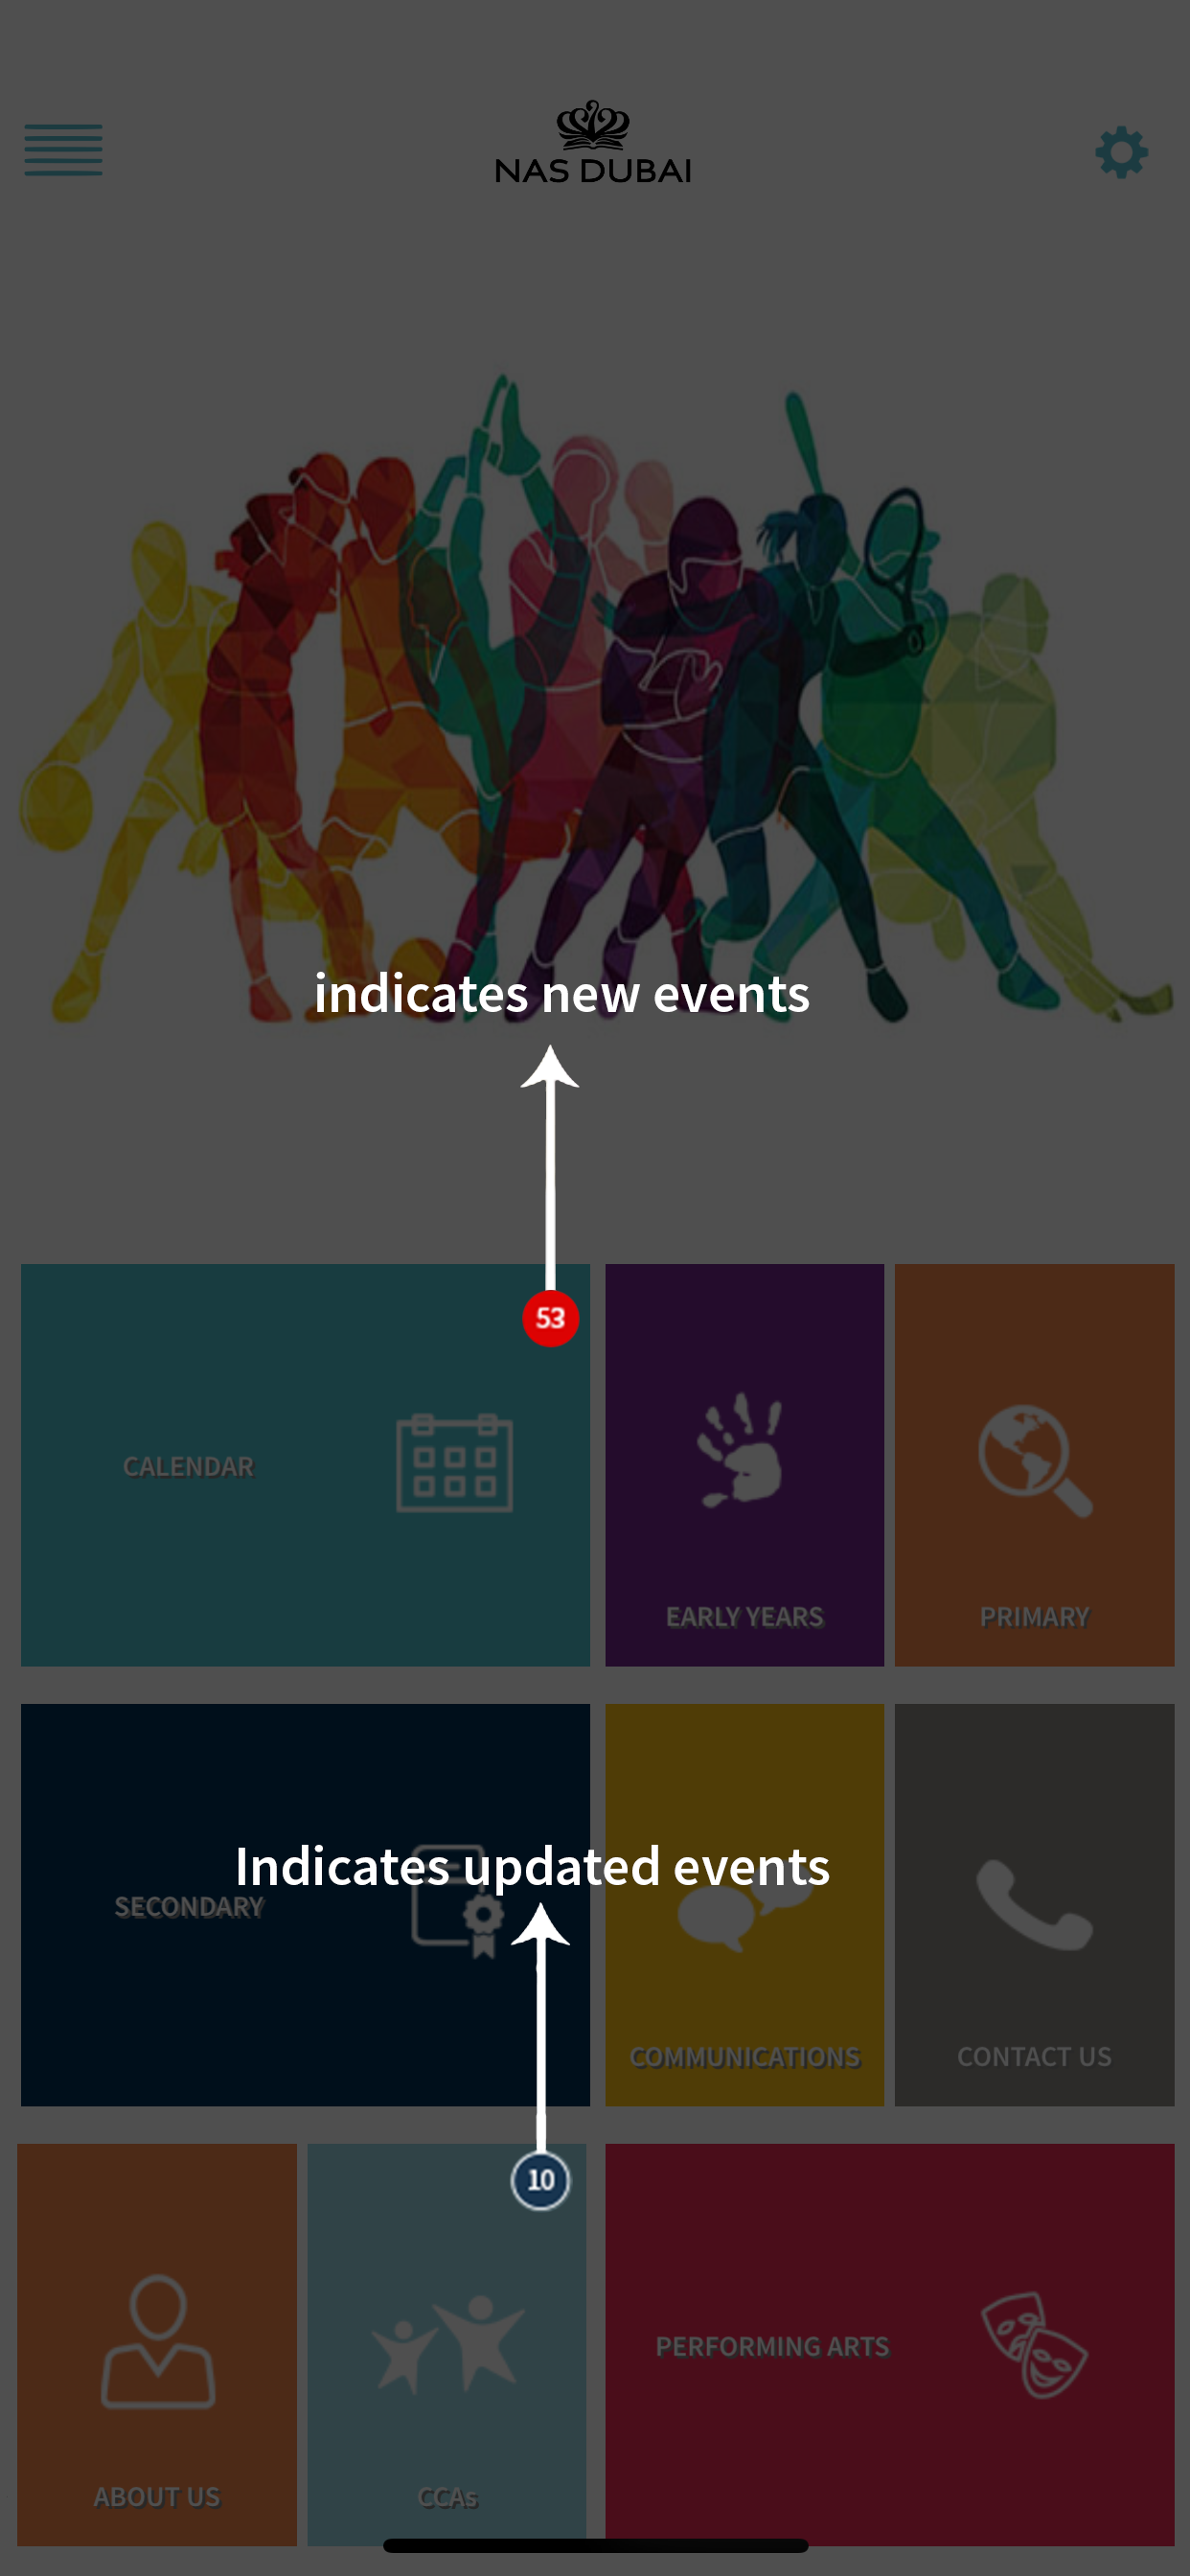 NAS DUBAI
indicates new events
53
CALENDAR
EARLY YEARS
PRIMARY
Indicates updated events
SECONDARY
COMMUNICATIONS
CONTACT US
10
PERFORMING ARTS
ABOUT US
CCAs